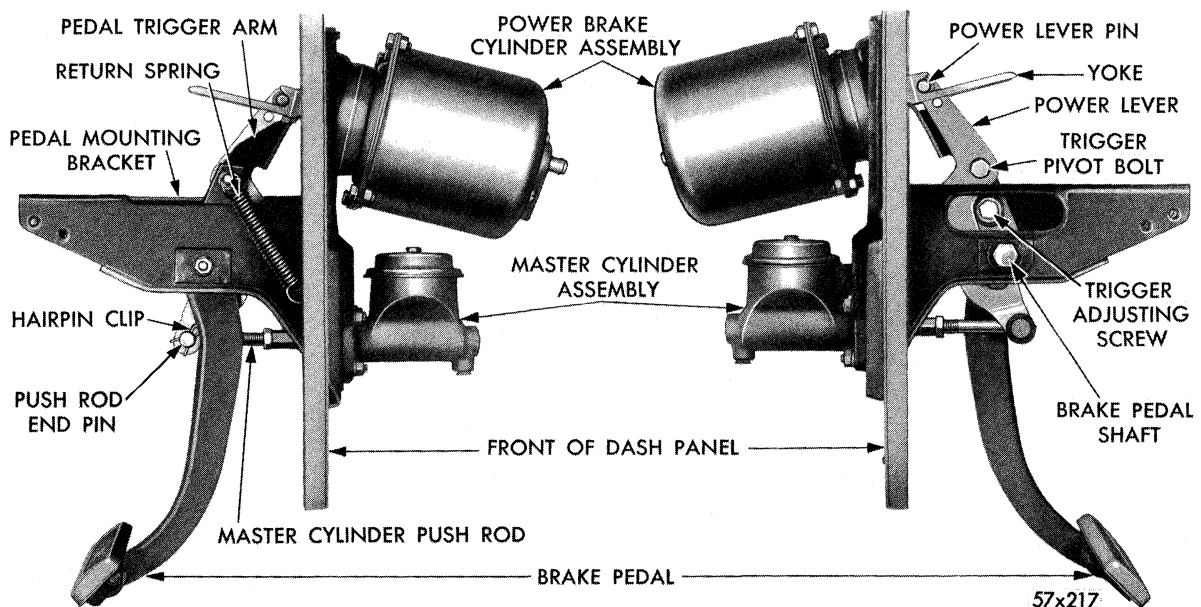 PEDAL TRIGGER ARM
RETURN SPRING
PEDAL MOUNTING
BRACKET
HAIRPIN CLIP
PUSH ROD
END PIN
POWER BRAKE
CYLINDER ASSEMBLY
MASTER CYLINDER
ASSEMBLY
FRONT OF DASH PANEL
MASTER CYLINDER PUSH ROD
BRAKE PEDAL
POWER LEVER PIN
YOKE
POWER LEVER
TRIGGER
PIVOT BOLT
TRIGGER
ADJUSTING
SCREW
BRAKE PEDAL
SHAFT
57x217